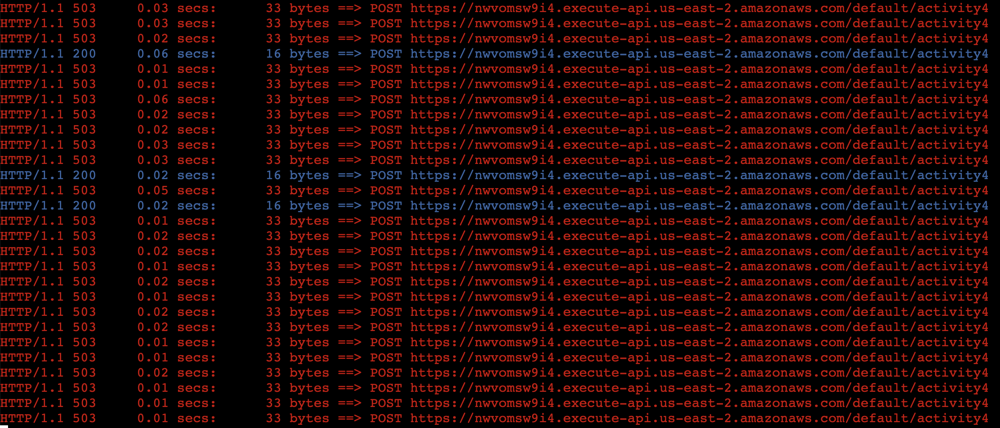 HTTP/1.1 503     0.03 secs:      33 bytes ==> POST https://nwvomsw9i4.execute-api.us-east-2.amazonaws.com/default/activity4
HTTP/1.1 503     0.03 secs:      33 bytes ==> POST https://nwvomsw9i4.execute-api.us-east-2.amazonaws.com/default/activity4
HTTP/1.1 503     0.02 secs:      33 bytes ==> POST https://nwvomsw9i4.execute-api.us-east-2.amazonaws.com/default/activity4
HTTP/1.1 200     0.06 secs:      16 bytes ==> POST https://nwvomsw9i4.execute-api.us-east-2.amazonaws.com/default/activity4
HTTP/1.1 503     0.01 secs:      33 bytes ==> POST https://nwvomsw9i4.execute-api.us-east-2.amazonaws.com/default/activity4
HTTP/1.1 503     0.01 secs:      33 bytes ==> POST https://nwvomsw9i4.execute-api.us-east-2.amazonaws.com/default/activity4
HTTP/1.1 503     0.06 secs:      33 bytes ==> POST https://nwvomsw9i4.execute-api.us-east-2.amazonaws.com/default/activity4
HTTP/1.1 503     0.02 secs:      33 bytes ==> POST https://nwvomsw9i4.execute-api.us-east-2.amazonaws.com/default/activity4
HTTP/1.1 503     0.02 secs:      33 bytes ==> POST https://nwvomsw9i4.execute-api.us-east-2.amazonaws.com/default/activity4
HTTP/1.1 503     0.03 secs:      33 bytes ==> POST https://nwvomsw9i4.execute-api.us-east-2.amazonaws.com/default/activity4
HTTP/1.1 503     0.03 secs:      33 bytes ==> POST https://nwvomsw9i4.execute-api.us-east-2.amazonaws.com/default/activity4
HTTP/1.1 200     0.02 secs:      16 bytes ==> POST https://nwvomsw9i4.execute-api.us-east-2.amazonaws.com/default/activity4
HTTP/1.1 503     0.05 secs:      33 bytes ==> POST https://nwvomsw9i4.execute-api.us-east-2.amazonaws.com/default/activity4
HTTP/1.1 200     0.02 secs:      16 bytes ==> POST https://nwvomsw9i4.execute-api.us-east-2.amazonaws.com/default/activity4
HTTP/1.1 503     0.01 secs:      33 bytes ==> POST https://nwvomsw9i4.execute-api.us-east-2.amazonaws.com/default/activity4
HTTP/1.1 503     0.02 secs:      33 bytes ==> POST https://nwvomsw9i4.execute-api.us-east-2.amazonaws.com/default/activity4
HTTP/1.1 503     0.02 secs:      33 bytes ==> POST https://nwvomsw9i4.execute-api.us-east-2.amazonaws.com/default/activity4
HTTP/1.1 503     0.01 secs:      33 bytes ==> POST https://nwvomsw9i4.execute-api.us-east-2.amazonaws.com/default/activity4
HTTP/1.1 503     0.02 secs:      33 bytes ==> POST https://nwvomsw9i4.execute-api.us-east-2.amazonaws.com/default/activity4
HTTP/1.1 503     0.01 secs:      33 bytes ==> POST https://nwvomsw9i4.execute-api.us-east-2.amazonaws.com/default/activity4
HTTP/1.1 503     0.02 secs:      33 bytes ==> POST https://nwvomsw9i4.execute-api.us-east-2.amazonaws.com/default/activity4
HTTP/1.1 503     0.02 secs:      33 bytes ==> POST https://nwvomsw9i4.execute-api.us-east-2.amazonaws.com/default/activity4
HTTP/1.1 503     0.01 secs:      33 bytes ==> POST https://nwvomsw9i4.execute-api.us-east-2.amazonaws.com/default/activity4
HTTP/1.1 503     0.01 secs:      33 bytes ==> POST https://nwvomsw9i4.execute-api.us-east-2.amazonaws.com/default/activity4
HTTP/1.1 503     0.02 secs:      33 bytes ==> POST https://nwvomsw9i4.execute-api.us-east-2.amazonaws.com/default/activity4
HTTP/1.1 503     0.01 secs:      33 bytes ==> POST https://nwvomsw9i4.execute-api.us-east-2.amazonaws.com/default/activity4
HTTP/1.1 503     0.01 secs:      33 bytes ==> POST https://nwvomsw9i4.execute-api.us-east-2.amazonaws.com/default/activity4
HTTP/1.1 503     0.01 secs:      33 bytes ==> POST https://nwvomsw9i4.execute-api.us-east-2.amazonaws.com/default/activity4